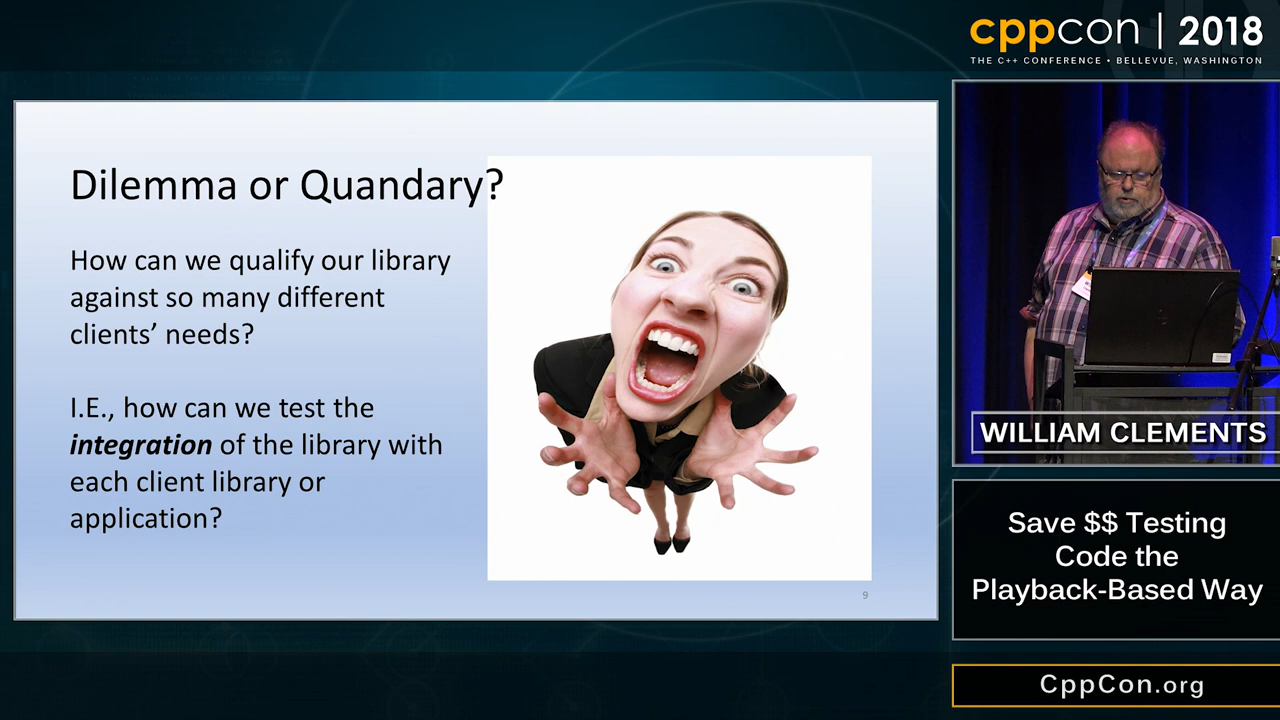 cppcon | 2018
THE C++ CONFERENCE • BELLEVUE, WASHINGTON
Dilemma or Quandary?
How can we qualify our library
against so many different
clients’ needs?
I.E., how can we test the
integration of the library with
each client library or
application?
9
WILLIAM CLEMENTS
Save $$ Testing
Code the
Playback-Based Way
CppCon.org